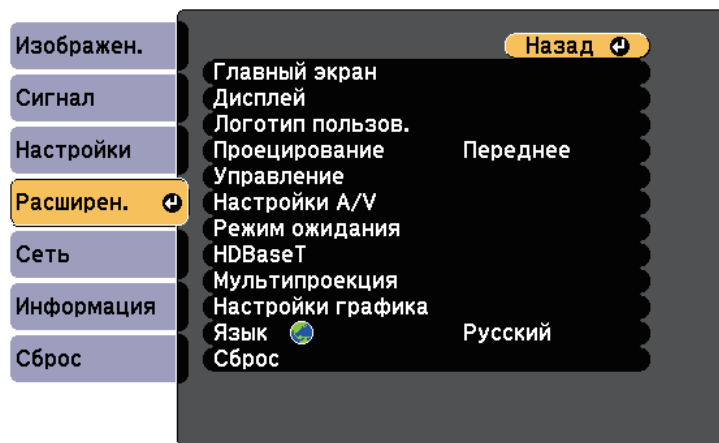 Изображен.
Сигнал
Настройки
Расширен.
Сеть
Информация
Сброс
Назад
Главный экран
Дисплей
Логотип пользов.
Проецирование Переднее
Управление
Настройки A/V
Режим ожидания
HDBaseT
Мультипроекция
Настройки графика
Язык Русский
Сброс